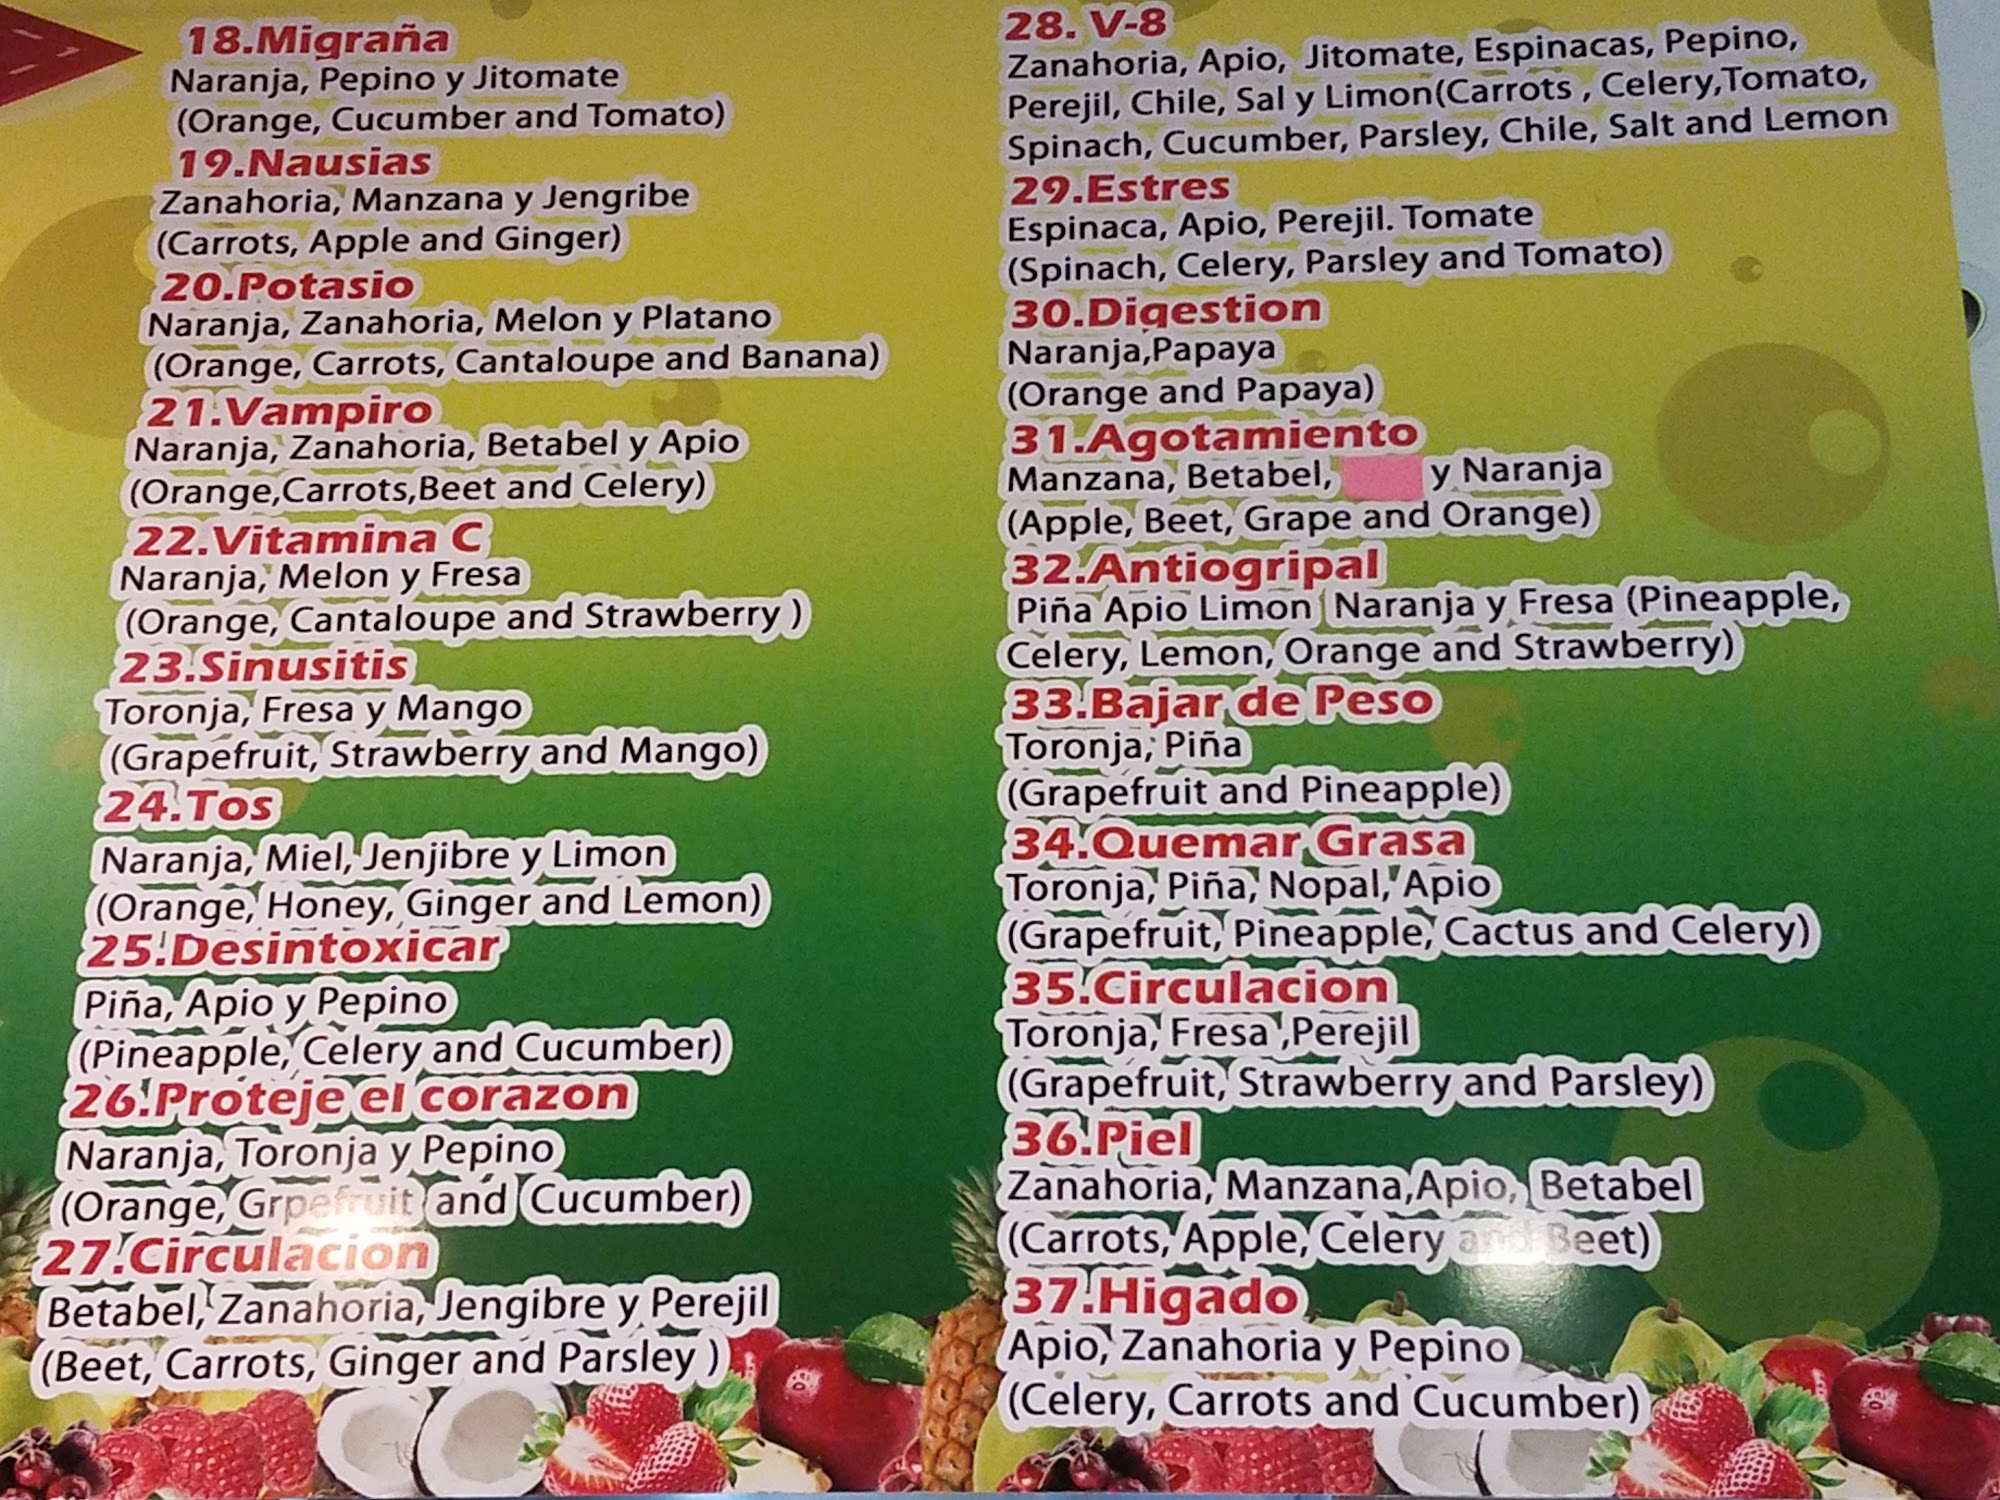 18.Migraña
Naranja, Pepino y Jitomate
(Orange, Cucumber and Tomato)
19.Nausias
Zanahoria, Manzana y Jengribe
(Carrots, Apple and Ginger)
20.Potasio
Naranja, Zanahoria, Melon y Platano
(Orange, Carrots, Cantaloupe and Banana)
21.Vampiro
Naranja, Zanahoria, Betabel y Apio
(Orange,Carrots,Beet and Celery)
22.Vitamina C
Naranja, Melon y Fresa
(Orange, Cantaloupe and Strawberry )
23.Sinusitis
Toronja, Fresa y Mango
(Grapefruit, Strawberry and Mango)
24.Tos
Naranja, Miel, Jenjibre y Limon
(Orange, Honey, Ginger and Lemon)
25.Desintoxicar
Piña, Apio y Pepino
(Pineapple, Celery and Cucumber)
26.Proteje el corazon
Naranja, Toronja y Pepino
(Orange, Grpefruit and Cucumber)
27.Circulacion
Betabel, Zanahoria, Jengibre y Perejil
(Beet, Carrots, Ginger and Parsley )
28. V-8
Zanahoria, Apio, Jitomate, Espinacas, Pepino,
Perejil, Chile, Sal y Limon(Carrots , Celery,Tomato,
Spinach, Cucumber, Parsley, Chile, Salt and Lemon
29.Estres
Espinaca, Apio, Perejil. Tomate
(Spinach, Celery, Parsley and Tomato)
30.Digestion
Naranja,Papaya
(Orange and Papaya)
31.Agotamiento
Manzana, Betabel, y Naranja
(Apple, Beet, Grape and Orange)
32.Antiogripal
Piña Apio Limon Naranja y Fresa (Pineapple,
Celery, Lemon, Orange and Strawberry)
33.Bajar de Peso
Toronja, Piña
(Grapefruit and Pineapple)
34.Quemar Grasa
Toronja, Piña, Nopal, Apio
(Grapefruit, Pineapple, Cactus and Celery)
35.Circulacion
Toronja, Fresa ,Perejil
(Grapefruit, Strawberry and Parsley)
36.Piel
Zanahoria, Manzana,Apio, Betabel
(Carrots, Apple, Celery and Beet)
37.Higado
Apio, Zanahoria y Pepino
(Celery, Carrots and Cucumber)